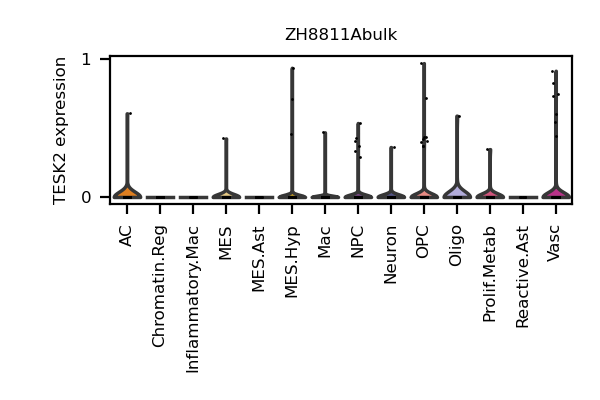 ZH8811Abulk
TESK2 expression
1
0
AC
Chromatin.Reg
Inflammatory.Mac
MES
MES.Ast
MES.Hyp
Mac
NPC
Neuron
OPC
Oligo
Prolif.Metab
Reactive.Ast
Vasc